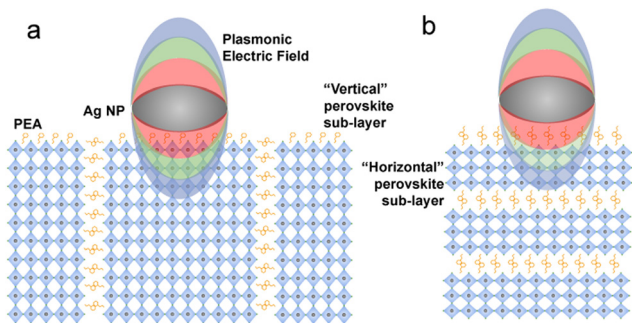 a
Plasmonic
Electric Field
Ag NP
PEA
"Vertical"
perovskite
sub-layer
b
"Horizontal"
perovskite
sub-layer